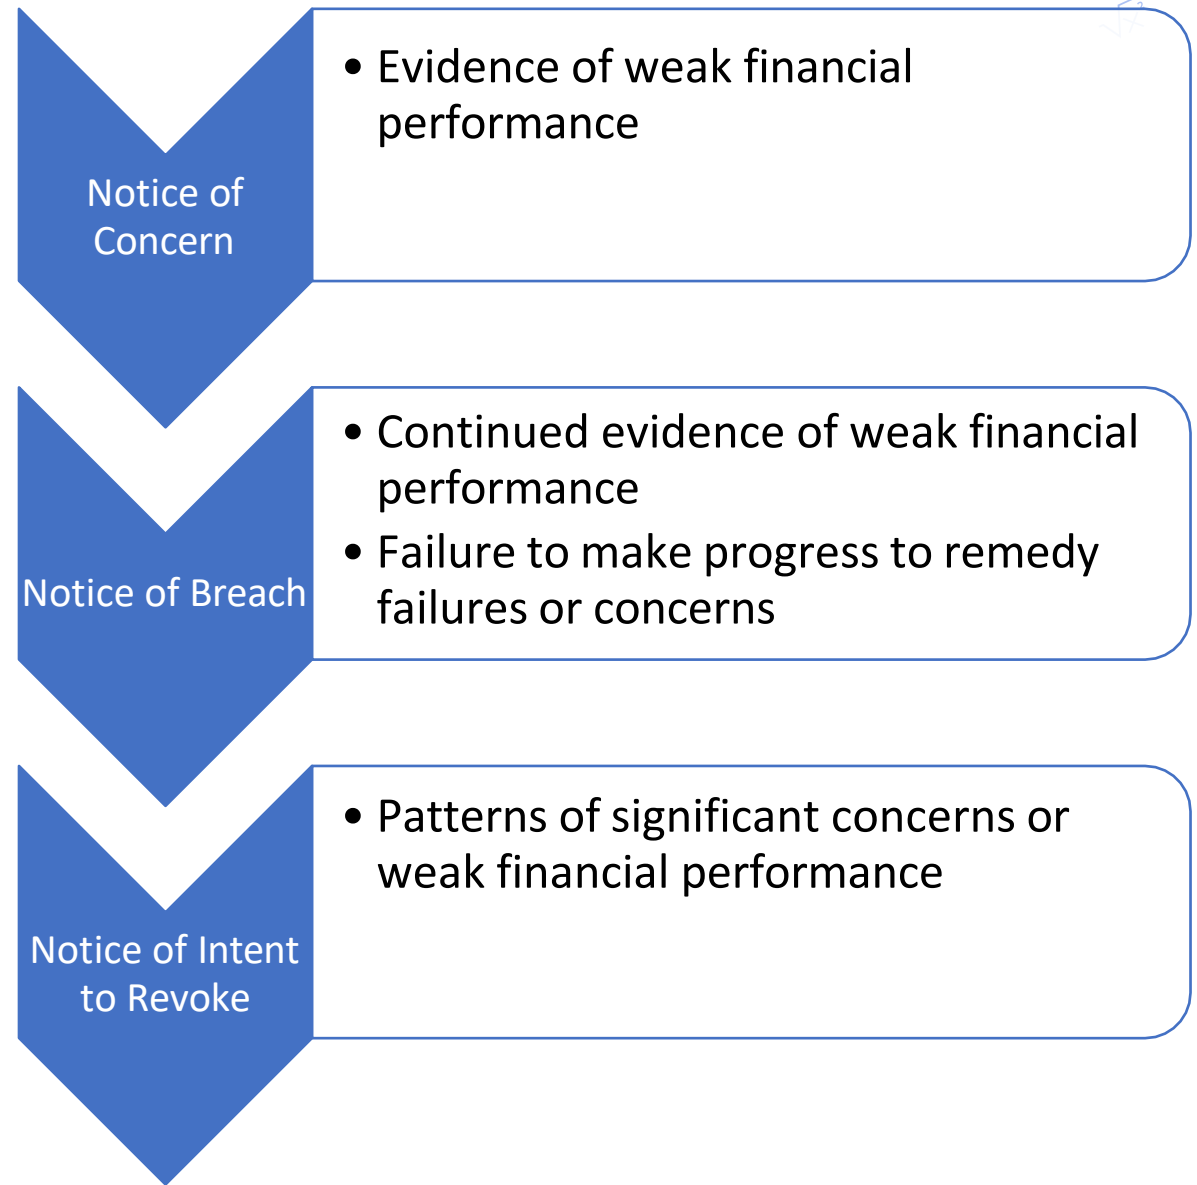 • Evidence of weak financial
performance
Notice of
Concern
• Continued evidence of weak financial
performance
• Failure to make progress to remedy
failures or concerns
Notice of Breach
• Patterns of significant concerns or
weak financial performance
Notice of Intent
to Revoke